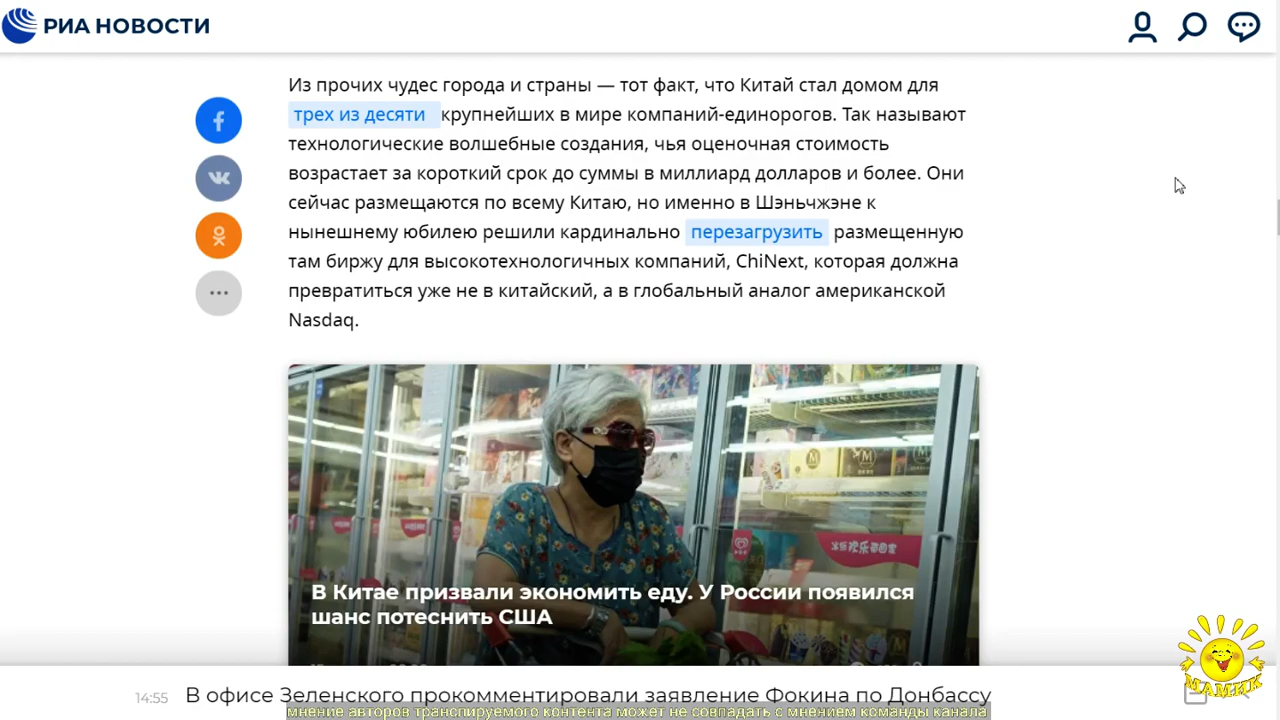 РИА НОВОСТИ
Из прочих чудес города и страны — тот факт, что Китай стал домом для
трех из десяти крупнейших в мире компаний-единорогов. Так называют
технологические волшебные создания, чья оценочная стоимость
возрастает за короткий срок до суммы в миллиард долларов и более. Они
сейчас размещаются по всему Китаю, но именно в Шэньчжэне к
нынешнему юбилею решили кардинально перезагрузить размещенную
там биржу для высокотехнологичных компаний, ChiNext, которая должна
превратиться уже не в китайский, а в глобальный аналог американской
Nasdaq.
В Китае призвали экономить еду. У России появился
шанс потеснить США
МАМИК
14:55 В офисе Зеленского прокомментировали заявление Фокина по Донбассу
мнение авторов транслируемого контента может не совпадать с мнением команды канала